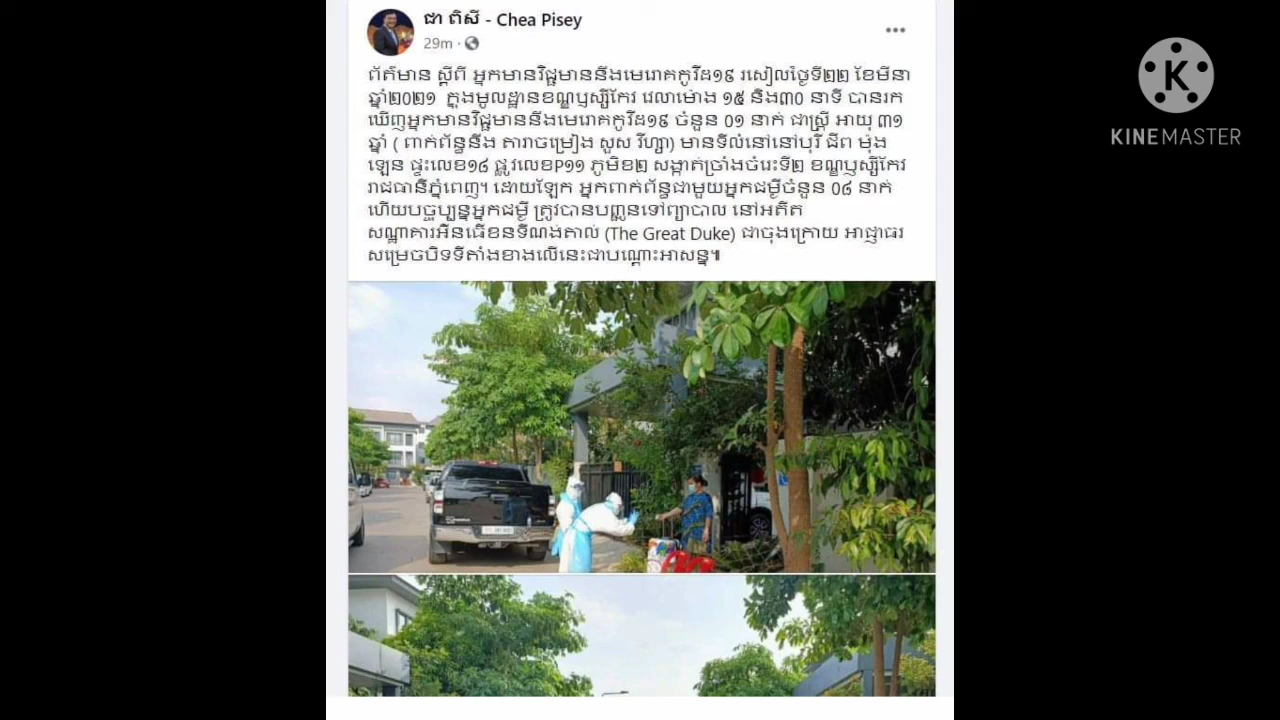 ជា ពិសី - Chea Pisey
29m
ព័ត៌មាន ស្ដីពី អ្នកមានវិជ្ជមាននឹងមេរោគកូវីដ១៩ រសៀលថ្ងៃទី២២ ខែមីនា
ឆ្នាំ២០២១ ក្នុងមូលដ្ឋានខណ្ឌឫស្សីកែវ វេលាម៉ោង ១៥ និង៣០ នាទី បានរក
ឃើញអ្នកមានវិជ្ជមាននឹងមេរោគកូវីដ១៩ ចំនួន ០១ នាក់ ជាស្ត្រី អាយុ ៣១
ឆ្នាំ ( ពាក់ព័ន្ធនឹង តារាចម្រៀង សួស វីហ្សា) មានទីលំនៅនៅបុរី ជីព ម៉ុង
ឡេន ផ្ទះលេខ១៨ ផ្លូវលេខP១១ ភូមិខ២ សង្កាត់ច្រាំងចំរេះទី២ ខណ្ឌឫស្សីកែវ
រាជធានីភ្នំពេញ។ ដោយឡែក អ្នកពាក់ព័ន្ធជាមួយអ្នកជម្ងឺចំនួន ០៤ នាក់
ហើយបច្ចប្បន្នអ្នកជម្ងឺ ត្រូវបានបញ្ជូនទៅព្យាបាល នៅអតីត
សណ្ឋាគារអិនធើខនទីណង់តាល់ (The Great Duke) ជាចុងក្រោយ អាជ្ញាធរ
សម្រេចបិទទីតាំងខាងលើនេះជាបណ្ដោះអាសន្ន៕
K
KINEMASTER